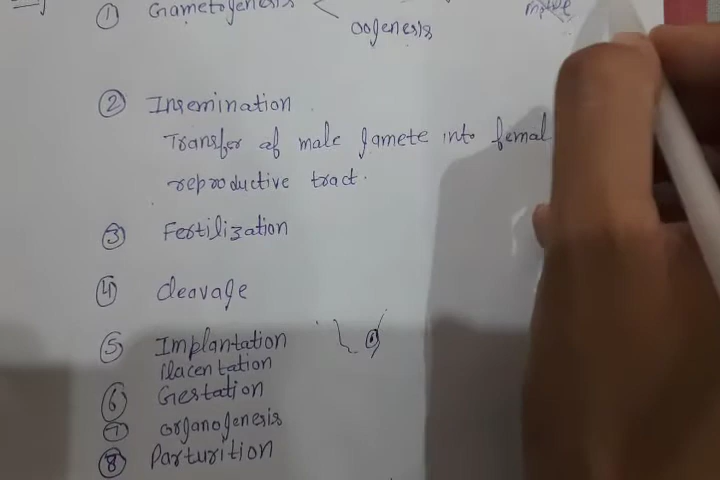 ① Gametogenesis
oogenesis
② Insemination
Transfer of male gamete into femal
reproductive tract.
③ Fertilization
④ cleavage
⑤ Implantation
Placentation
⑥ Gestation
⑦ organogenesis
⑧ Parturition